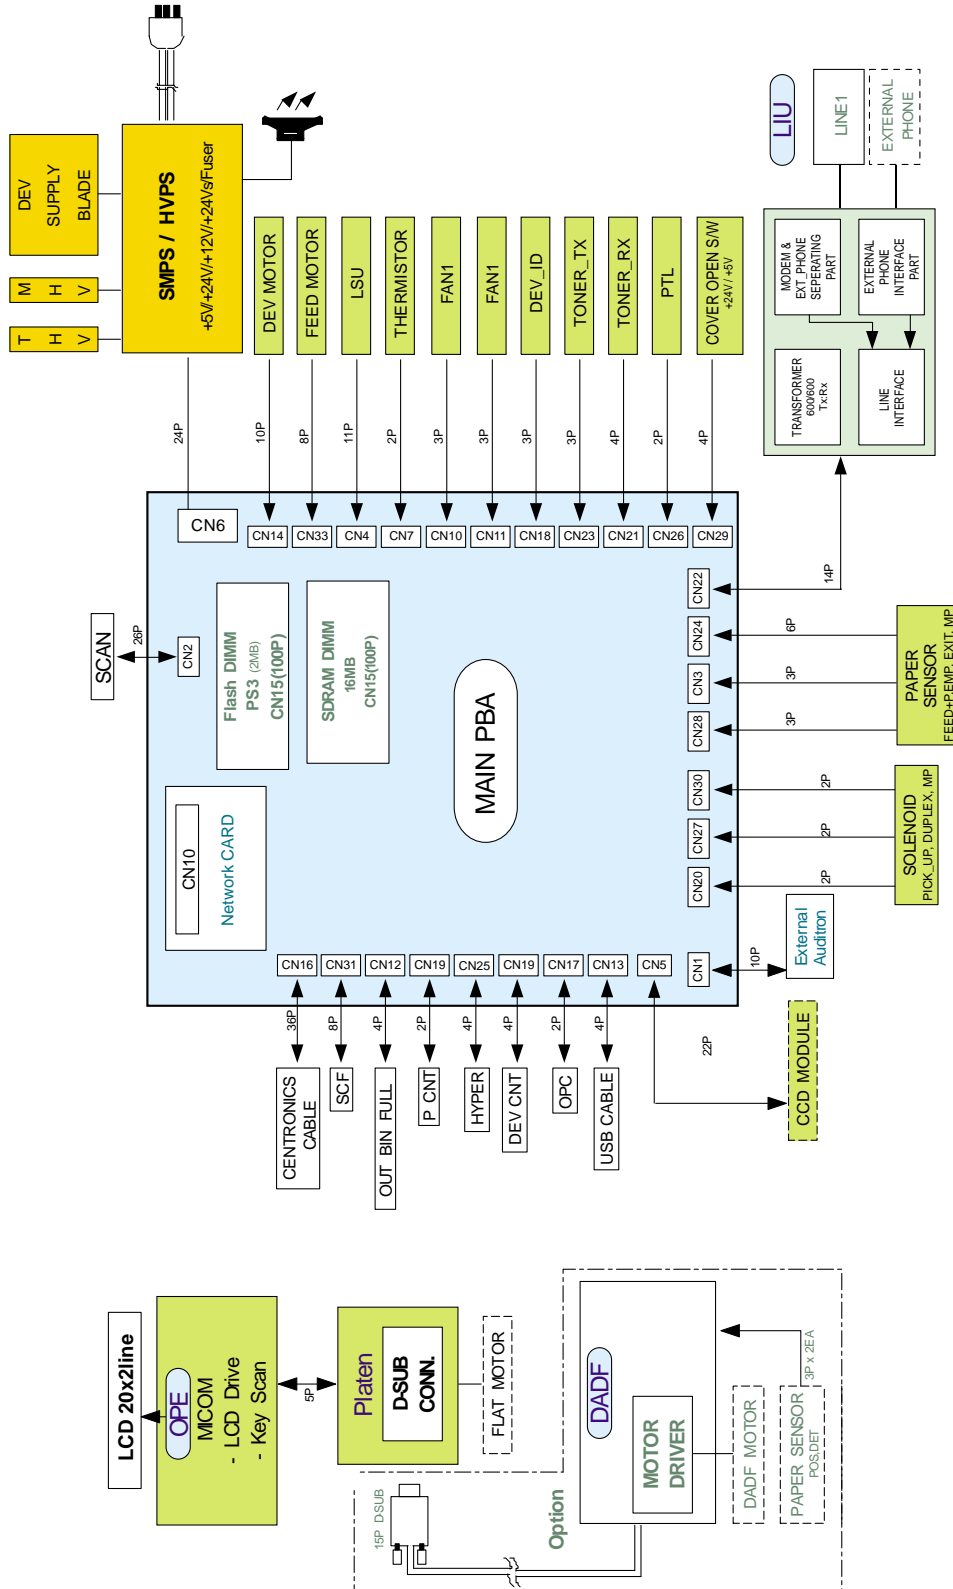 LCD 20x2line
OPE
MICOM
- LCD Drive
- Key Scan
5P
Platen
D-SUB
CONN.
FLAT MOTOR
15P D-SUB
Option
DADF
MOTOR
DRIVER
DADF MOTOR
PAPER SENSOR
POS.DET
3P x 2EA
SCAN
26P
CN2
CN10
Network CARD
Flash DIMM
PS3 (2MB)
CN15(100P)
SDRAM DIMM
16MB
CN15(100P)
MAIN PBA
CENTRONICS
CABLE
36P
CN16
SCF
8P
CN31
OUT BIN FULL
4P
CN12
P CNT
2P
CN19
HYPER
4P
CN25
DEV CNT
4P
CN19
OPC
2P
CN17
USB CABLE
4P
CN13
CN5
22P
CCD MODULE
CN1
10P
External
Auditron
CN20
CN27
CN30
2P
2P
2P
SOLENOID
PICK_UP, DUPLEX, MP
CN28
CN3
CN24
3P
3P
6P
PAPER
SENSOR
FEED+P.EMP, EXIT, MP
CN22
14P
T
H
V
M
H
V
DEV
SUPPLY
BLADE
SMPS / HVPS
+5V/+24V/+12V/+24Vs/Fuser
24P
CN6
CN14
10P
DEV MOTOR
CN33
8P
FEED MOTOR
CN4
11P
LSU
CN7
2P
THERMISTOR
CN10
3P
FAN1
CN11
3P
FAN1
CN18
3P
DEV_ID
CN23
3P
TONER_TX
CN21
4P
TONER_RX
CN26
2P
PTL
CN29
4P
COVER OPEN S/W
+24V / +5V
LIU
LINE1
EXTERNAL
PHONE
TRANSFORMER
600/600
Tx:Rx
MODEM &
EXT_PHONE
SEPERATING
PART
LINE
INTERFACE
EXTERNAL
PHONE
INTERFACE
PART